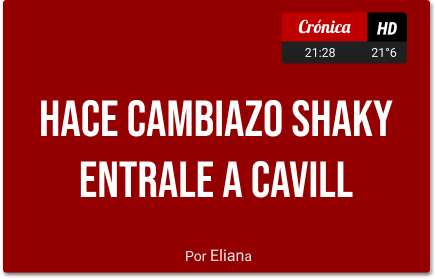 Crónica HD
21:28 21°6
HACE CAMBIAZO SHAKY
ENTRALE A CAVILL
Por Eliana